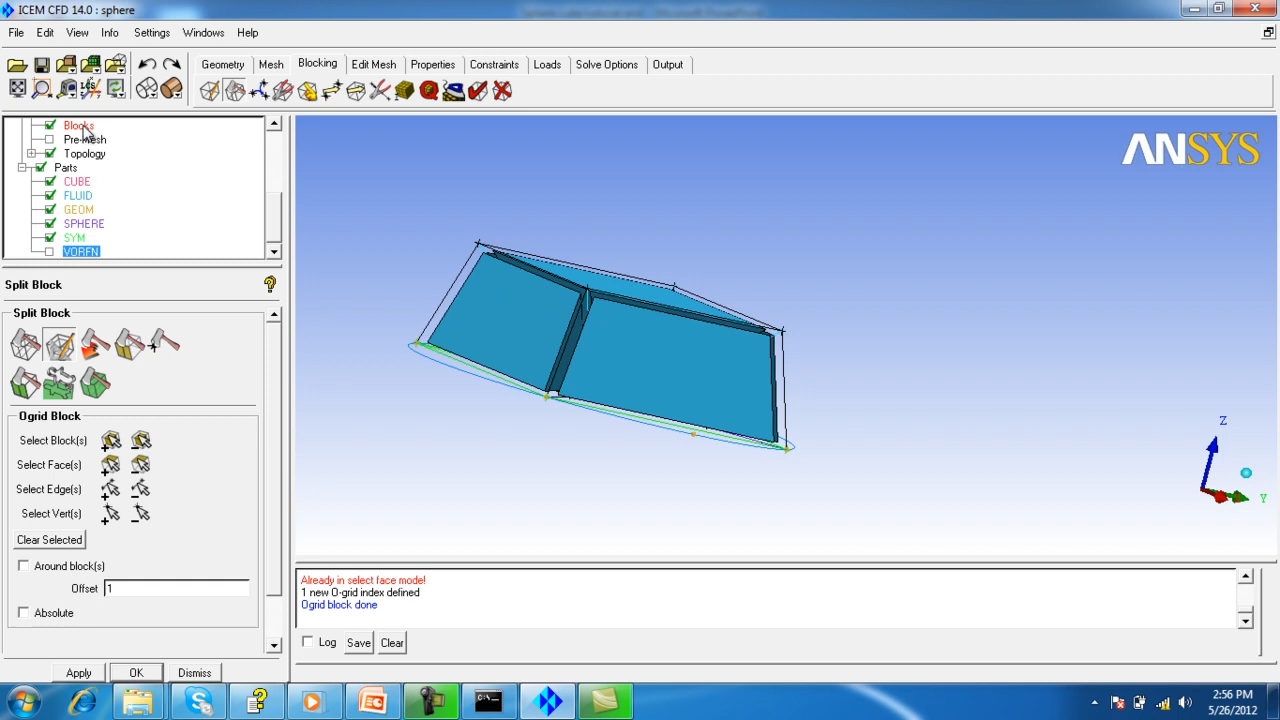 ICEM CFD 14.0 : sphere
File Edit View Info Settings Windows Help
Geometry Mesh Blocking Edit Mesh Properties Constraints Loads Solve Options Output
LCS
Blocks
Pre-mesh
Topology
Parts
CUBE
FLUID
GEOM
SPHERE
SYM
VORFN
Split Block
Split Block
Ogrid Block
Select Block(s)
Select Face(s)
Select Edge(s)
Select Vert(s)
Clear Selected
Around block(s)
Offset 1
Absolute
Apply OK Dismiss
ANSYS
Z
Y
Already in select face mode!
1 new O-grid index defined
Ogrid block done
Log Save Clear
2:56 PM
5/26/2012